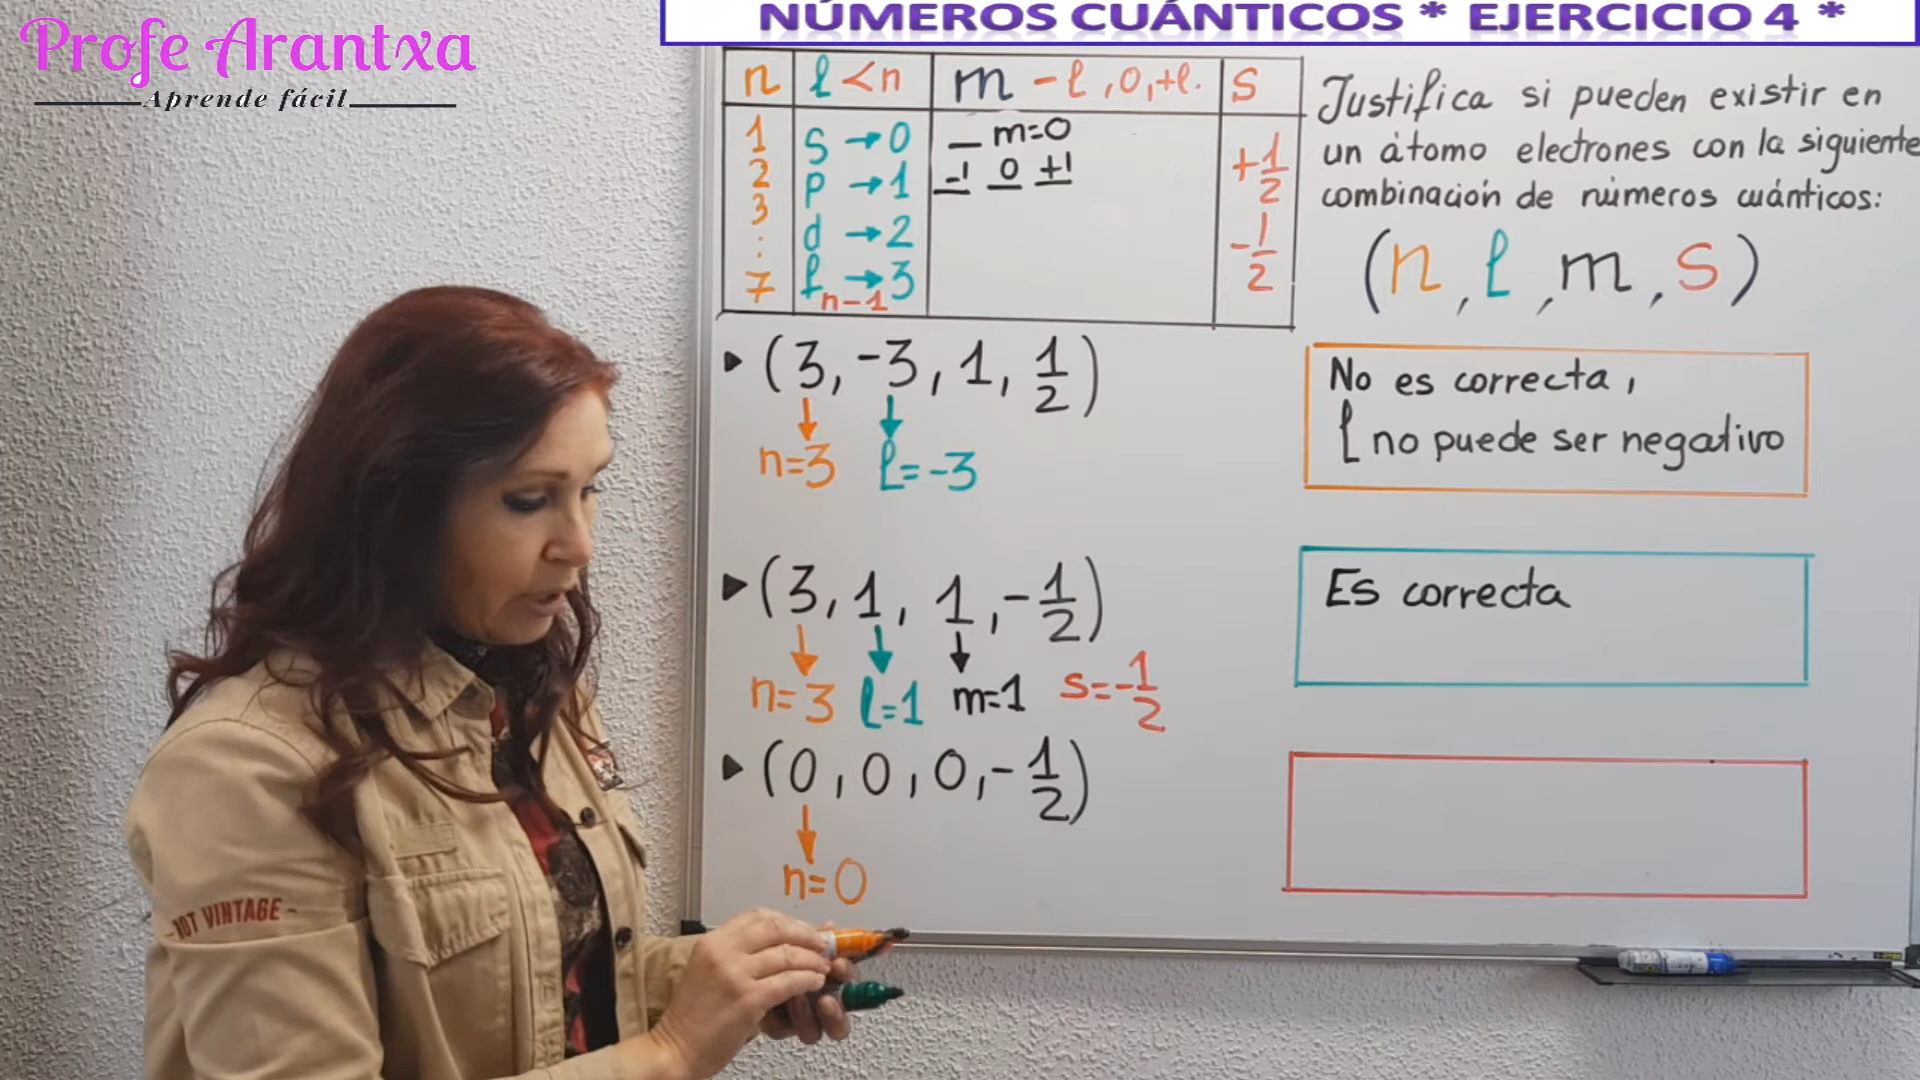 Profe Arantxa
Aprende fácil
NÚMEROS CUÁNTICOS * EJERCICIO 4 *
n l <n m -l, 0, +l. s
1 s → 0 m=0
2 p → 1 -1 0 +1
3
. d → 2
.
7 f → 3
n-1
+1/2
-1/2
Justifica si pueden existir en
un átomo electrones con la siguiente
combinación de números cuánticos:
(n, l, m, s)
(3, -3, 1, 1/2)
n=3 l=-3
No es correcta,
l no puede ser negativo
(3, 1, 1, -1/2)
n=3 l=1 m=1 s=-1/2
Es correcta
(0, 0, 0, -1/2)
n=0